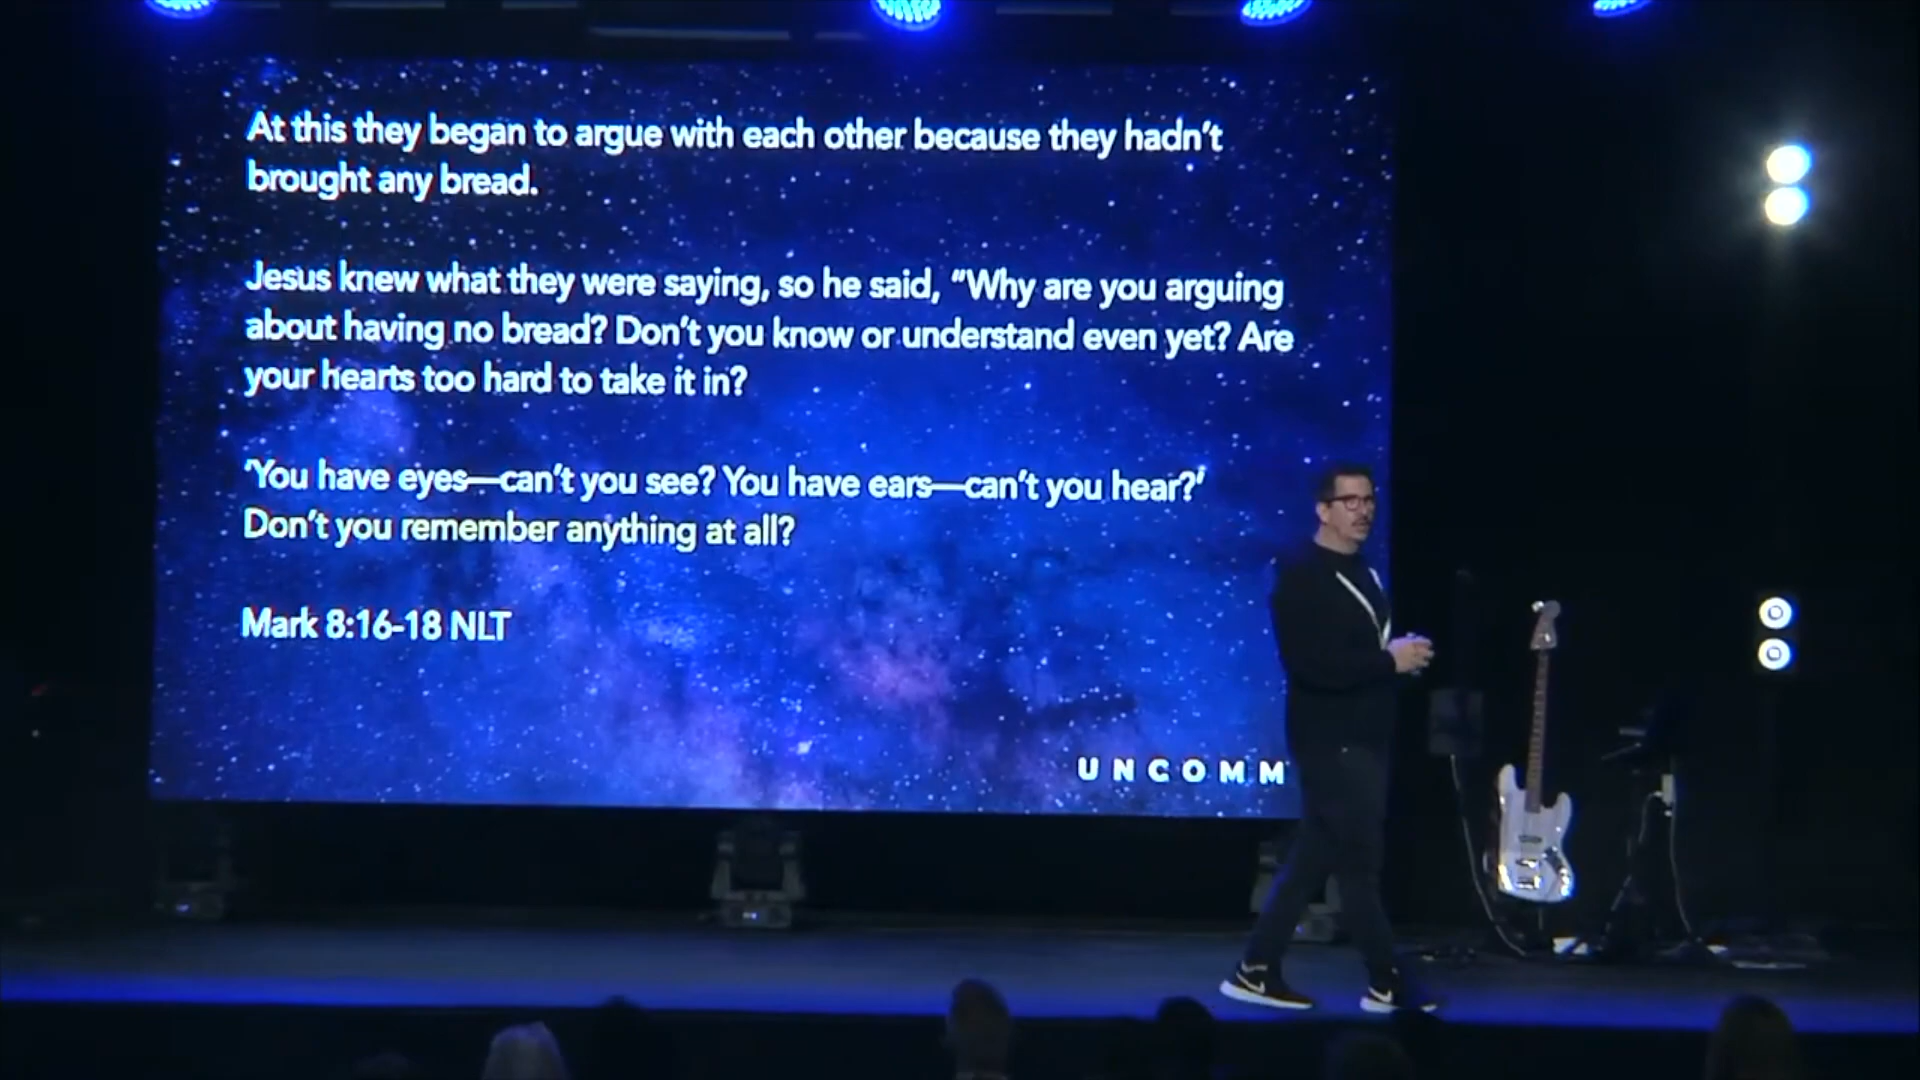 At this they began to argue with each other because they hadn't
brought any bread.
Jesus knew what they were saying, so he said, “Why are you arguing
about having no bread? Don't you know or understand even yet? Are
your hearts too hard to take it in?
‘You have eyes—can't you see? You have ears—can't you hear?’
Don't you remember anything at all?
Mark 8:16-18 NLT
UNCOMM